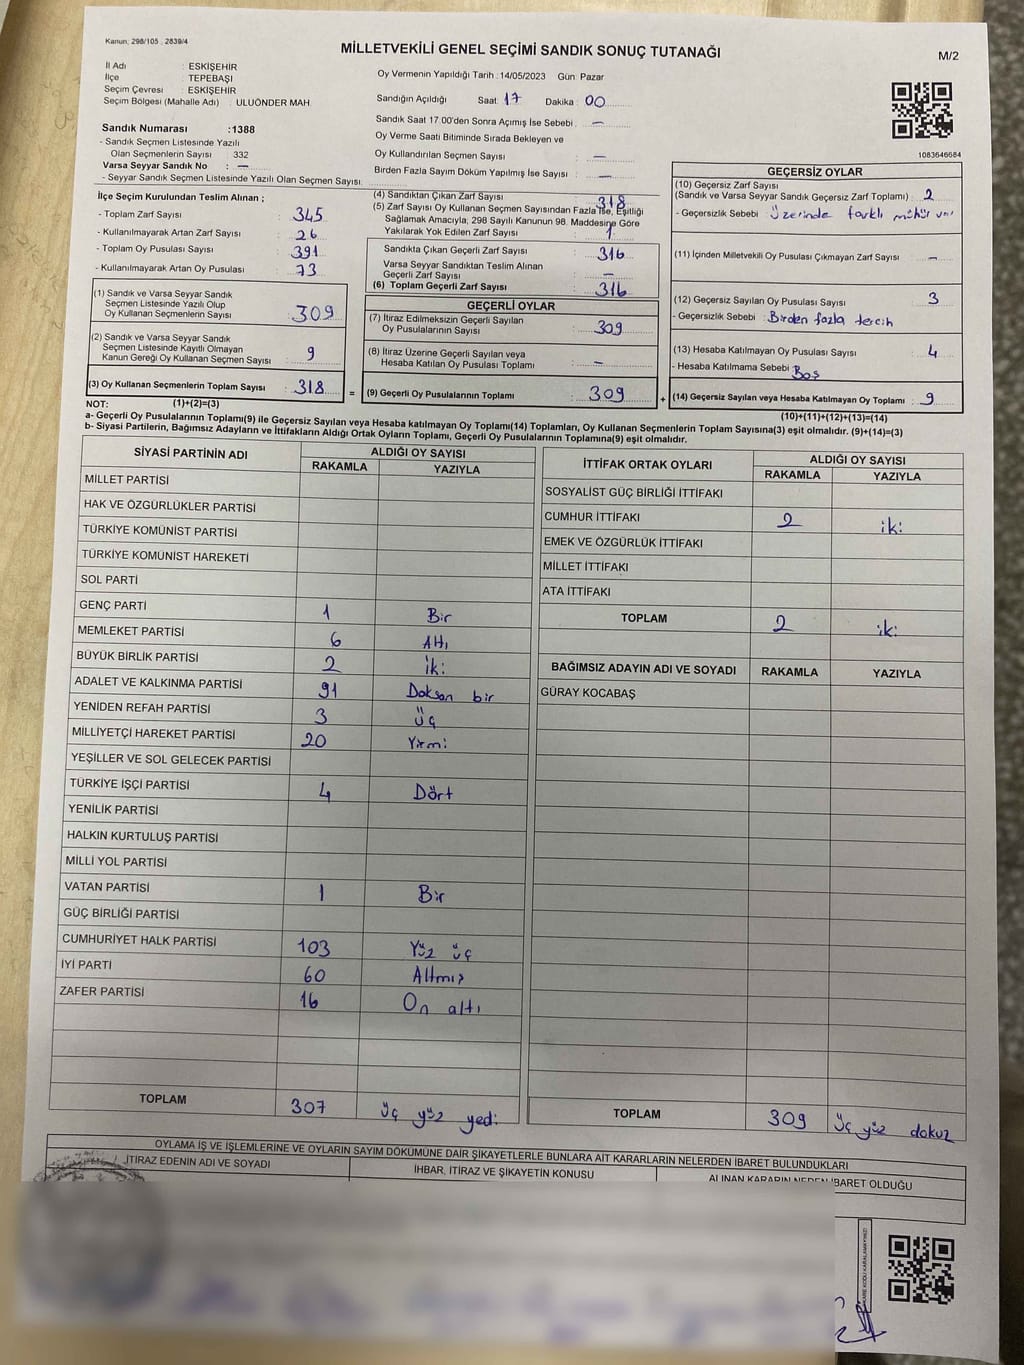 Kanun: 298/105 , 2839/4
MİLLETVEKİLİ GENEL SEÇİMİ SANDIK SONUÇ TUTANAĞI
M/2
İl Adı : ESKİŞEHİR
İlçe : TEPEBAŞI
Seçim Çevresi : ESKİŞEHİR
Seçim Bölgesi (Mahalle Adı) : ULUÖNDER MAH
Sandık Numarası :1388
- Sandık Seçmen Listesinde Yazılı
Olan Seçmenlerin Sayısı : 332
Varsa Seyyar Sandık No : —
- Seyyar Sandık Seçmen Listesinde Yazılı Olan Seçmen Sayısı:
Oy Vermenin Yapıldığı Tarih :14/05/2023 Gün: Pazar
Sandığın Açıldığı Saat: 17 Dakika: 00
Sandık Saat 17.00'den Sonra Açımış İse Sebebi : —
Oy Verme Saati Bitiminde Sırada Bekleyen ve
Oy Kullandırılan Seçmen Sayısı : —
Birden Fazla Sayım Döküm Yapılmış İse Sayısı : —
1083646684
İlçe Seçim Kurulundan Teslim Alınan ;
- Toplam Zarf Sayısı : 345
- Kullanılmayarak Artan Zarf Sayısı : 26
- Toplam Oy Pusulası Sayısı : 391
- Kullanılmayarak Artan Oy Pusulası : 73
(1) Sandık ve Varsa Seyyar Sandık
Seçmen Listesinde Yazılı Olup
Oy Kullanan Seçmenlerin Sayısı : 309
(2) Sandık ve Varsa Seyyar Sandık
Seçmen Listesinde Kayıtlı Olmayan
Kanun Gereği Oy Kullanan Seçmen Sayısı : 9
(3) Oy Kullanan Seçmenlerin Toplam Sayısı : 318
(4) Sandıktan Çıkan Zarf Sayısı : 318
(5) Zarf Sayısı Oy Kullanan Seçmen Sayısından Fazla İse, Eşitliği
Sağlamak Amacıyla, 298 Sayılı Kanunun 98. Maddesine Göre
Yakılarak Yok Edilen Zarf Sayısı : 1
Sandıkta Çıkan Geçerli Zarf Sayısı : 316
Varsa Seyyar Sandıktan Teslim Alınan
Geçerli Zarf Sayısı : —
(6) Toplam Geçerli Zarf Sayısı : 316
GEÇERLİ OYLAR
(7) İtiraz Edilmeksizin Geçerli Sayılan
Oy Pusulalarının Sayısı : 309
(8) İtiraz Üzerine Geçerli Sayılan veya
Hesaba Katılan Oy Pusulası Toplamı : —
= (9) Geçerli Oy Pusulalarının Toplamı : 309
GEÇERSİZ OYLAR
(10) Geçersiz Zarf Sayısı
(Sandık ve Varsa Seyyar Sandık Geçersiz Zarf Toplamı) : 2
- Geçersizlik Sebebi : Üzerinde farklı mühür var
(11) İçinden Milletvekili Oy Pusulası Çıkmayan Zarf Sayısı : —
(12) Geçersiz Sayılan Oy Pusulası Sayısı : 3
- Geçersizlik Sebebi : Birden fazla tercih
(13) Hesaba Katılmayan Oy Pusulası Sayısı : 4
- Hesaba Katılmama Sebebi : Boş
+ (14) Geçersiz Sayılan veya Hesaba Katılmayan Oy Toplamı : 9
NOT: (1)+(2)=(3)
(10)+(11)+(12)+(13)=(14)
a- Geçerli Oy Pusulalarının Toplamı(9) ile Geçersiz Sayılan veya Hesaba katılmayan Oy Toplamı(14) Toplamları, Oy Kullanan Seçmenlerin Toplam Sayısına(3) eşit olmalıdır. (9)+(14)=(3)
b- Siyasi Partilerin, Bağımsız Adayların ve İttifakların Aldığı Ortak Oyların Toplamı, Geçerli Oy Pusulalarının Toplamına(9) eşit olmalıdır.
SİYASİ PARTİNİN ADI ALDIĞI OY SAYISI
RAKAMLA YAZIYLA
MİLLET PARTİSİ
HAK VE ÖZGÜRLÜKLER PARTİSİ
TÜRKİYE KOMÜNİST PARTİSİ
TÜRKİYE KOMÜNİST HAREKETİ
SOL PARTİ
GENÇ PARTİ 1 Bir
MEMLEKET PARTİSİ 6 Altı
BÜYÜK BİRLİK PARTİSİ 2 iki
ADALET VE KALKINMA PARTİSİ 91 Doksan bir
YENİDEN REFAH PARTİSİ 3 Üç
MİLLİYETÇİ HAREKET PARTİSİ 20 Yirmi
YEŞİLLER VE SOL GELECEK PARTİSİ
TÜRKİYE İŞÇİ PARTİSİ 4 Dört
YENİLİK PARTİSİ
HALKIN KURTULUŞ PARTİSİ
MİLLİ YOL PARTİSİ
VATAN PARTİSİ 1 Bir
GÜÇ BİRLİĞİ PARTİSİ
CUMHURİYET HALK PARTİSİ 103 Yüz üç
İYİ PARTİ 60 Altmış
ZAFER PARTİSİ 16 On altı
TOPLAM 307 Üç yüz yedi
İTTİFAK ORTAK OYLARI ALDIĞI OY SAYISI
RAKAMLA YAZIYLA
SOSYALİST GÜÇ BİRLİĞİ İTTİFAKI
CUMHUR İTTİFAKI 2 iki
EMEK VE ÖZGÜRLÜK İTTİFAKI
MİLLET İTTİFAKI
ATA İTTİFAKI
TOPLAM 2 iki
BAĞIMSIZ ADAYIN ADI VE SOYADI RAKAMLA YAZIYLA
GÜRAY KOCABAŞ
TOPLAM 309 Üç yüz dokuz
OYLAMA İŞ VE İŞLEMLERİNE VE OYLARIN SAYIM DÖKÜMÜNE DAİR ŞİKAYETLERLE BUNLARA AİT KARARLARIN NELERDEN İBARET BULUNDUKLARI
İTİRAZ EDENİN ADI VE SOYADI
İHBAR, İTİRAZ VE ŞİKAYETİN KONUSU
ALINAN KARARIN NEDEN İBARET OLDUĞU